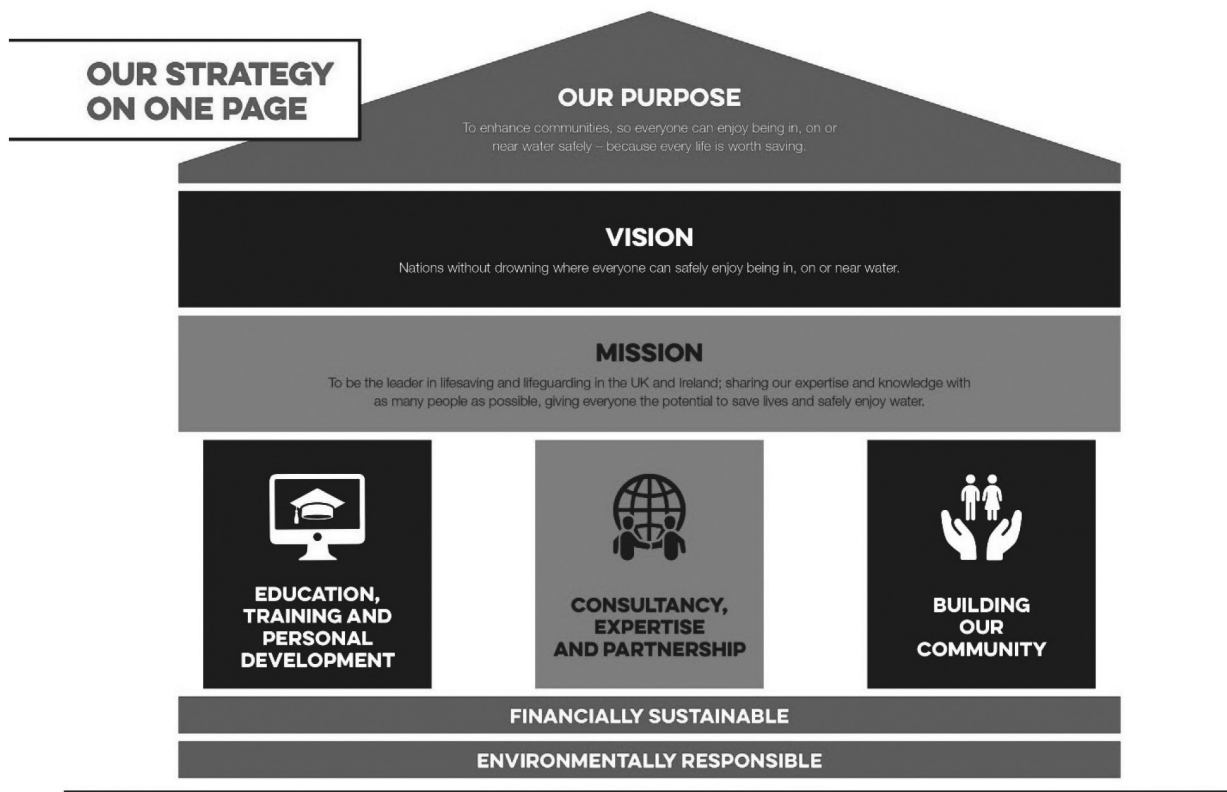 OUR STRATEGY
ON ONE PAGE
OUR PURPOSE
To enhance communities, so everyone can enjoy being in, on or
near water safely – because every life is worth saving.
VISION
Nations without drowning where everyone can safely enjoy being in, on or near water.
MISSION
To be the leader in lifesaving and lifeguarding in the UK and Ireland; sharing our expertise and knowledge with
as many people as possible, giving everyone the potential to save lives and safely enjoy water.
EDUCATION,
TRAINING AND
PERSONAL
DEVELOPMENT
CONSULTANCY,
EXPERTISE
AND PARTNERSHIP
BUILDING
OUR
COMMUNITY
FINANCIALLY SUSTAINABLE
ENVIRONMENTALLY RESPONSIBLE